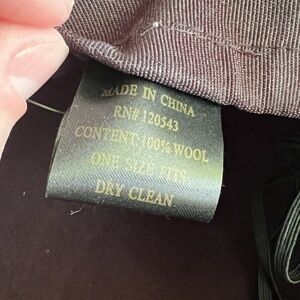 MADE IN CHINA
RN# 120543
CONTENT:100% WOOL
ONE SIZE FITS
DRY CLEAN